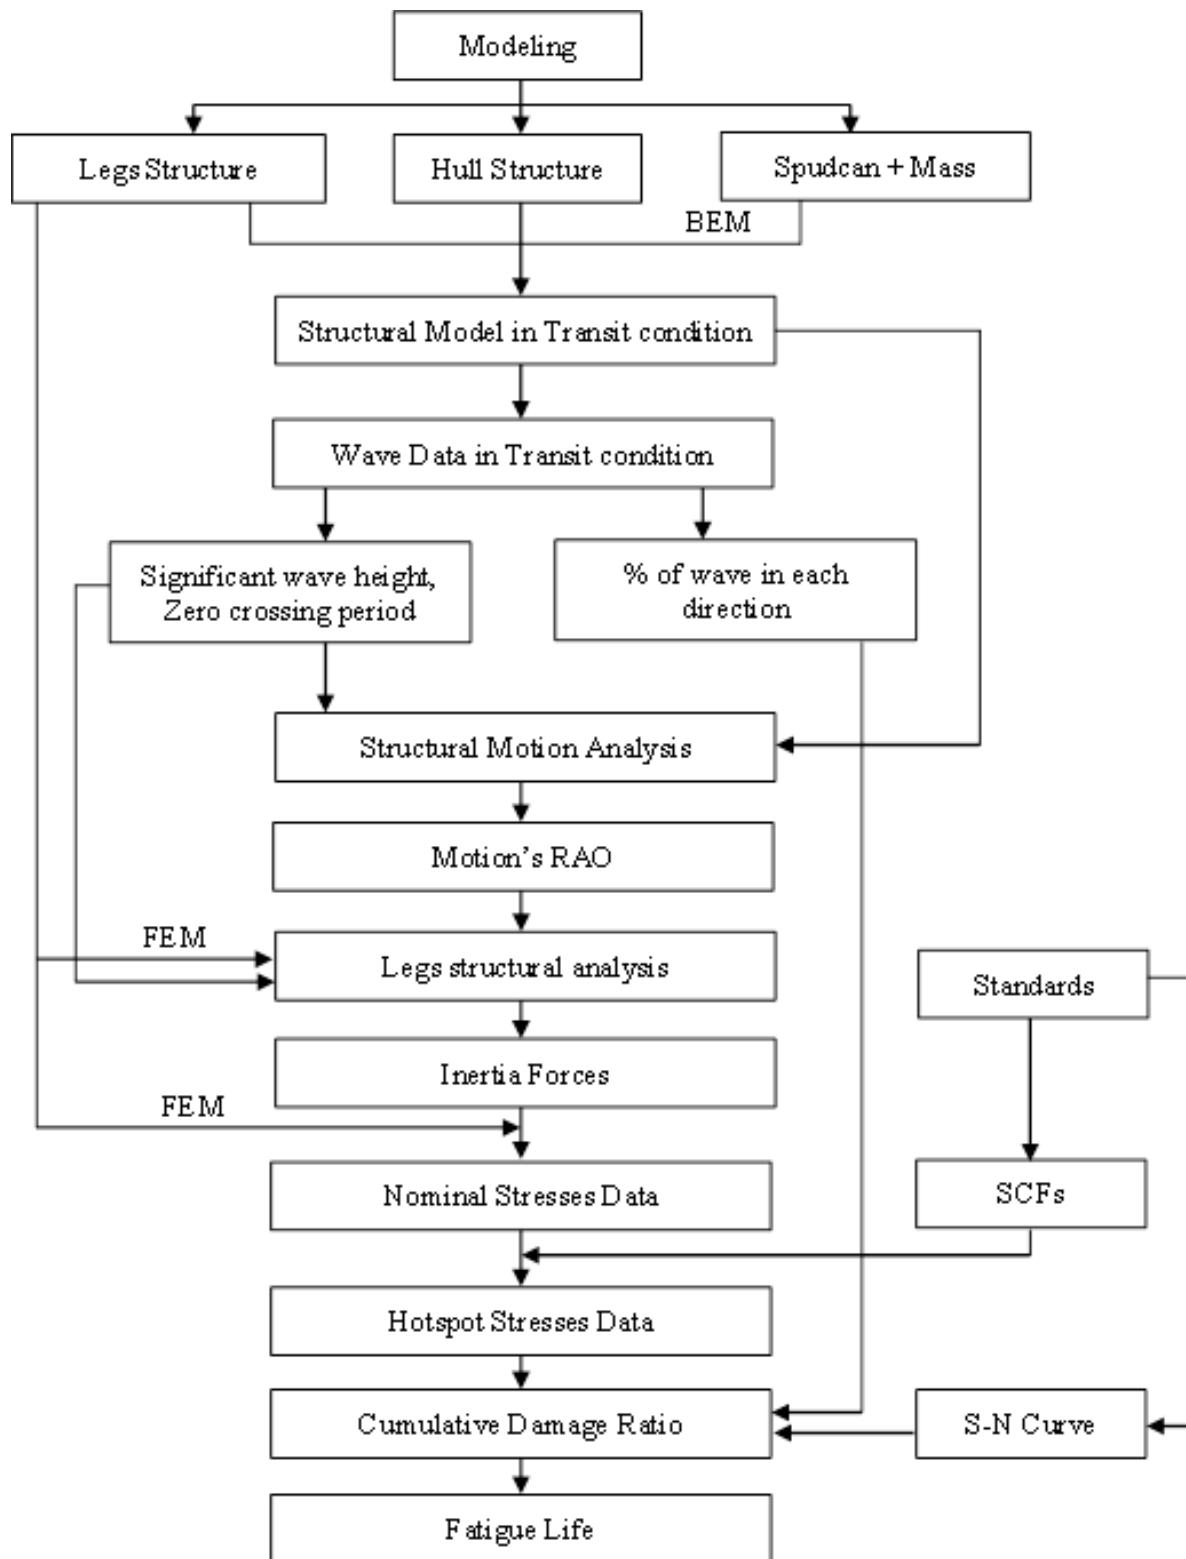 Modeling
Legs Structure
Hull Structure
Spudcan + Mass
BEM
Structural Model in Transit condition
Wave Data in Transit condition
Significant wave height,
Zero crossing period
% of wave in each
direction
Structural Motion Analysis
Motion's RAO
FEM
Legs structural analysis
Standards
Inertia Forces
FEM
Nominal Stresses Data
SCFs
Hotspot Stresses Data
Cumulative Damage Ratio
S-N Curve
Fatigue Life